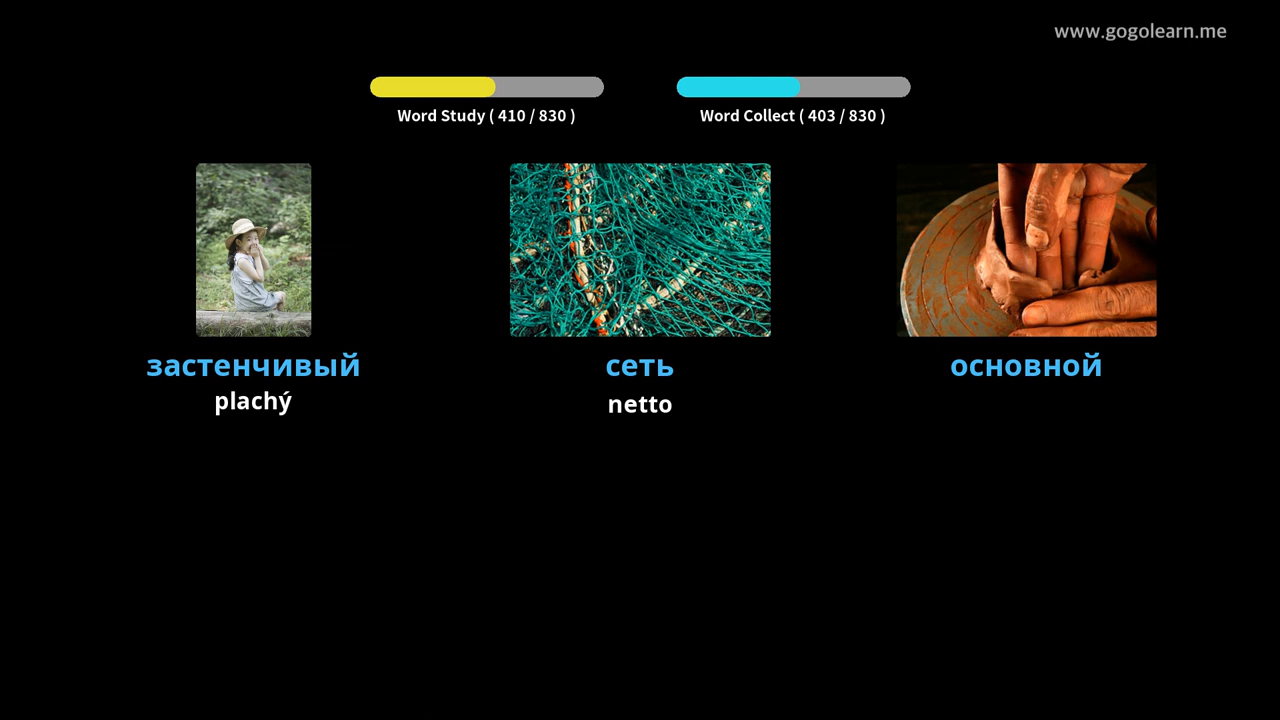 www.gogolearn.me
Word Study ( 410 / 830 )
Word Collect ( 403 / 830 )
застенчивый
plachý
сеть
netto
основной